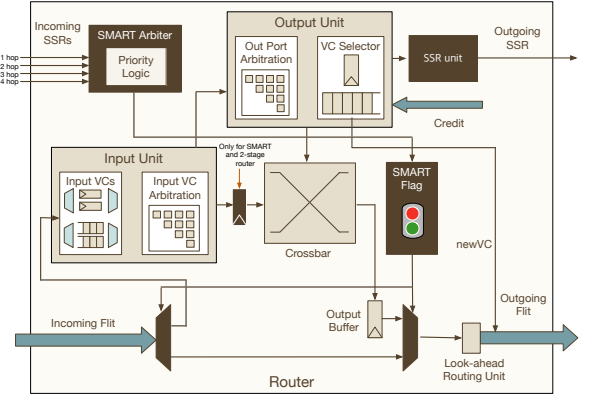 Incoming
SSRs
1 hop
2 hop
3 hop
4 hop
SMART Arbiter
Priority
Logic
Output Unit
Out Port
Arbitration
VC Selector
SSR unit
Outgoing
SSR
Credit
Input Unit
Input VCs
Input VC
Arbitration
Only for SMART
and 2-stage
router
Crossbar
SMART
Flag
newVC
Incoming Flit
Output
Buffer
Outgoing
Flit
Look-ahead
Routing Unit
Router